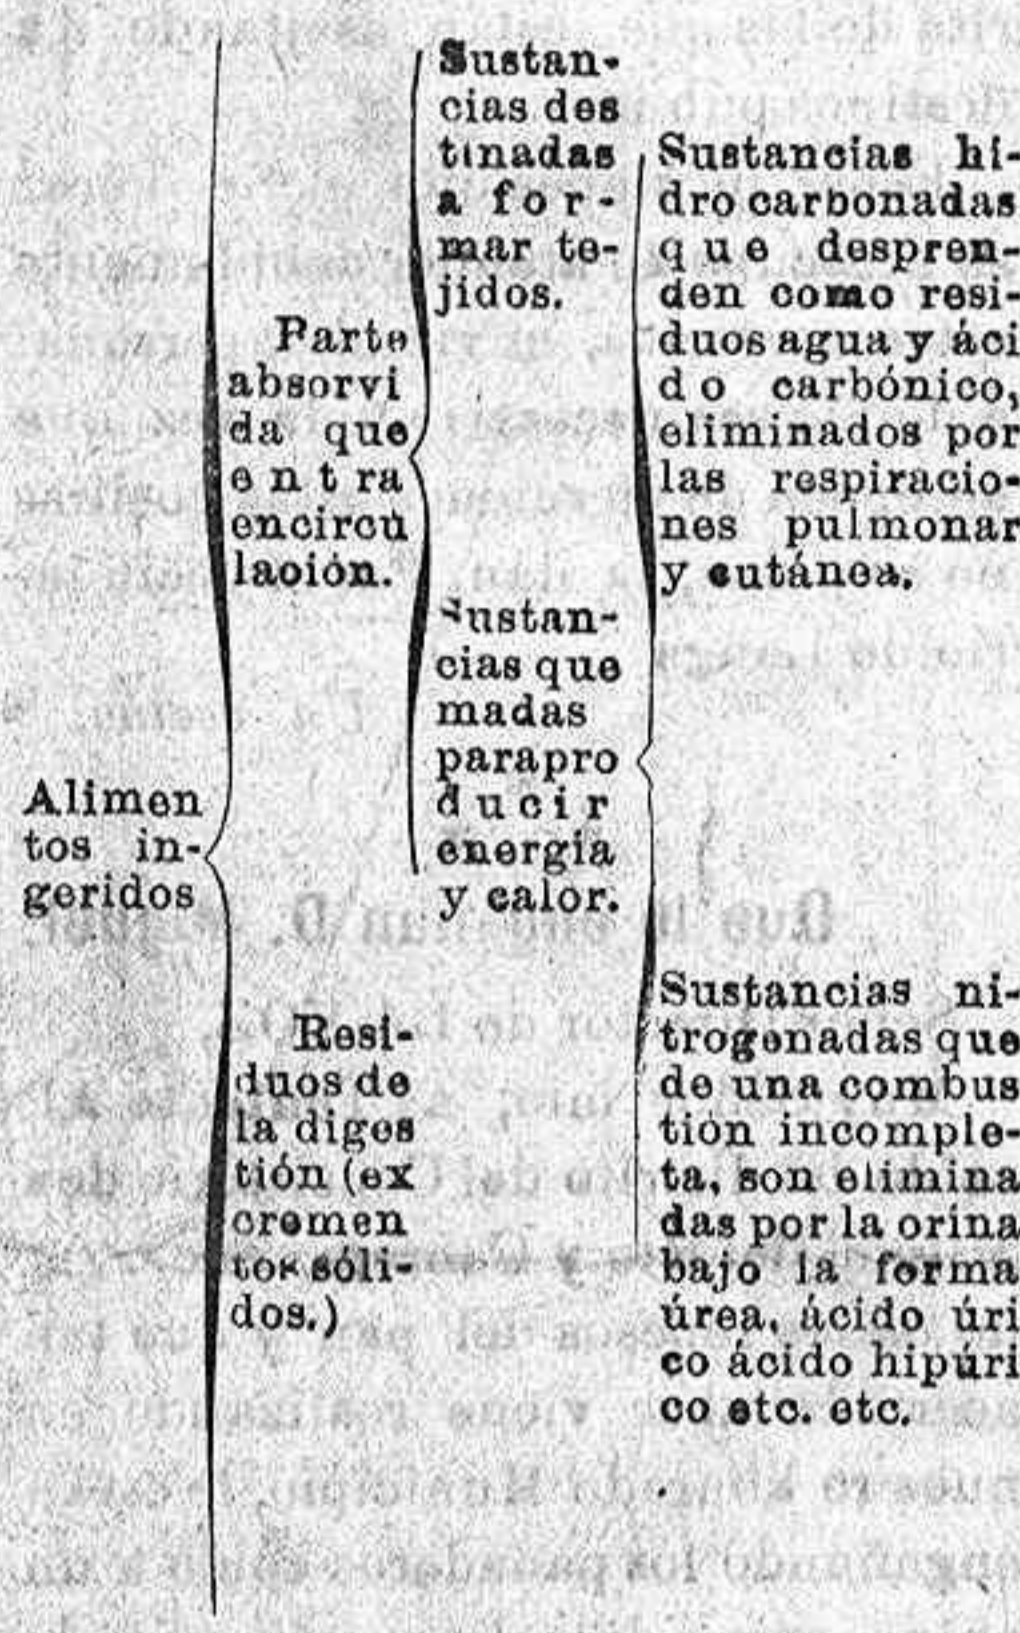 Alimen
tos in-
geridos
Parte
absorvi
da que
entra
encircu
lación.
Sustan-
cias des
tinadas
a for-
mar te-
jidos.
Sustan-
cias que
madas
parapro
ducir
energía
y calor.
Sustancias hi-
drocarbonadas
que despren-
den como resi-
duos agua y áci
do carbónico,
eliminados por
las respiracio-
nes pulmonar
y cutánea.
Sustancias ni-
trogenadas que
de una combus
tión incomple-
ta, son elimina
das por la orina
bajo la forma
úrea, ácido úri
co ácido hipúri
co etc. etc.
Resi-
duos de
la diges
tión (ex
cremen
tos sóli-
dos.)